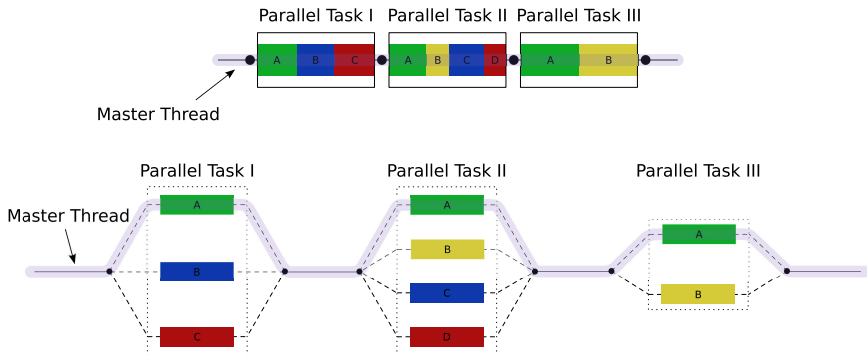 Parallel Task I Parallel Task II Parallel Task III
A B C A B C D A B
Master Thread
Parallel Task I Parallel Task II Parallel Task III
A A
Master Thread
A
B
B
C
B
C D